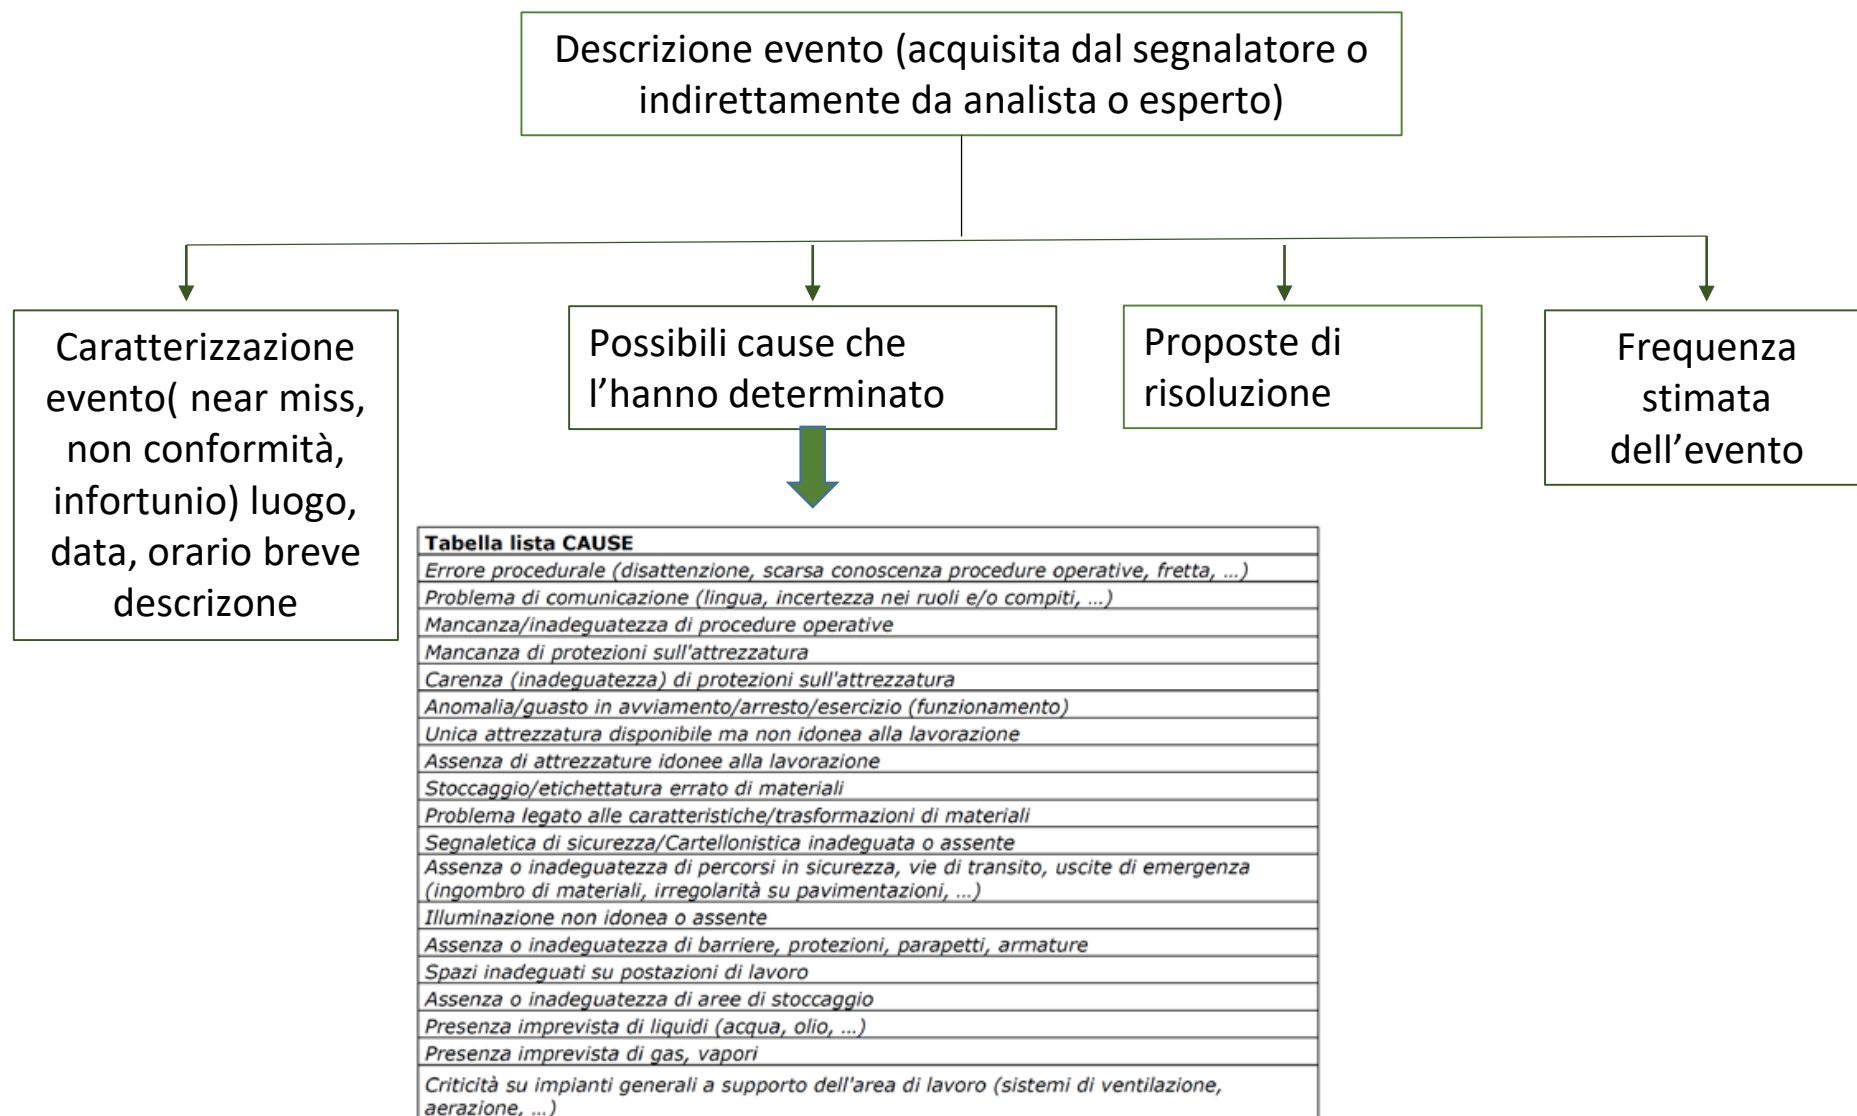 Descrizione evento (acquisita dal segnalatore o
indirettamente da analista o esperto)
Caratterizzazione
evento( near miss,
non conformità,
infortunio) luogo,
data, orario breve
descrizone
Possibili cause che
l’hanno determinato
Proposte di
risoluzione
Frequenza
stimata
dell’evento
Tabella lista CAUSE
Errore procedurale (disattenzione, scarsa conoscenza procedure operative, fretta, ...)
Problema di comunicazione (lingua, incertezza nei ruoli e/o compiti, ...)
Mancanza/inadeguatezza di procedure operative
Mancanza di protezioni sull'attrezzatura
Carenza (inadeguatezza) di protezioni sull'attrezzatura
Anomalia/guasto in avviamento/arresto/esercizio (funzionamento)
Unica attrezzatura disponibile ma non idonea alla lavorazione
Assenza di attrezzature idonee alla lavorazione
Stoccaggio/etichettatura errato di materiali
Problema legato alle caratteristiche/trasformazioni di materiali
Segnaletica di sicurezza/Cartellonistica inadeguata o assente
Assenza o inadeguatezza di percorsi in sicurezza, vie di transito, uscite di emergenza
(ingombro di materiali, irregolarità su pavimentazioni, ...)
Illuminazione non idonea o assente
Assenza o inadeguatezza di barriere, protezioni, parapetti, armature
Spazi inadeguati su postazioni di lavoro
Assenza o inadeguatezza di aree di stoccaggio
Presenza imprevista di liquidi (acqua, olio, ...)
Presenza imprevista di gas, vapori
Criticità su impianti generali a supporto dell'area di lavoro (sistemi di ventilazione,
aerazione, ...)